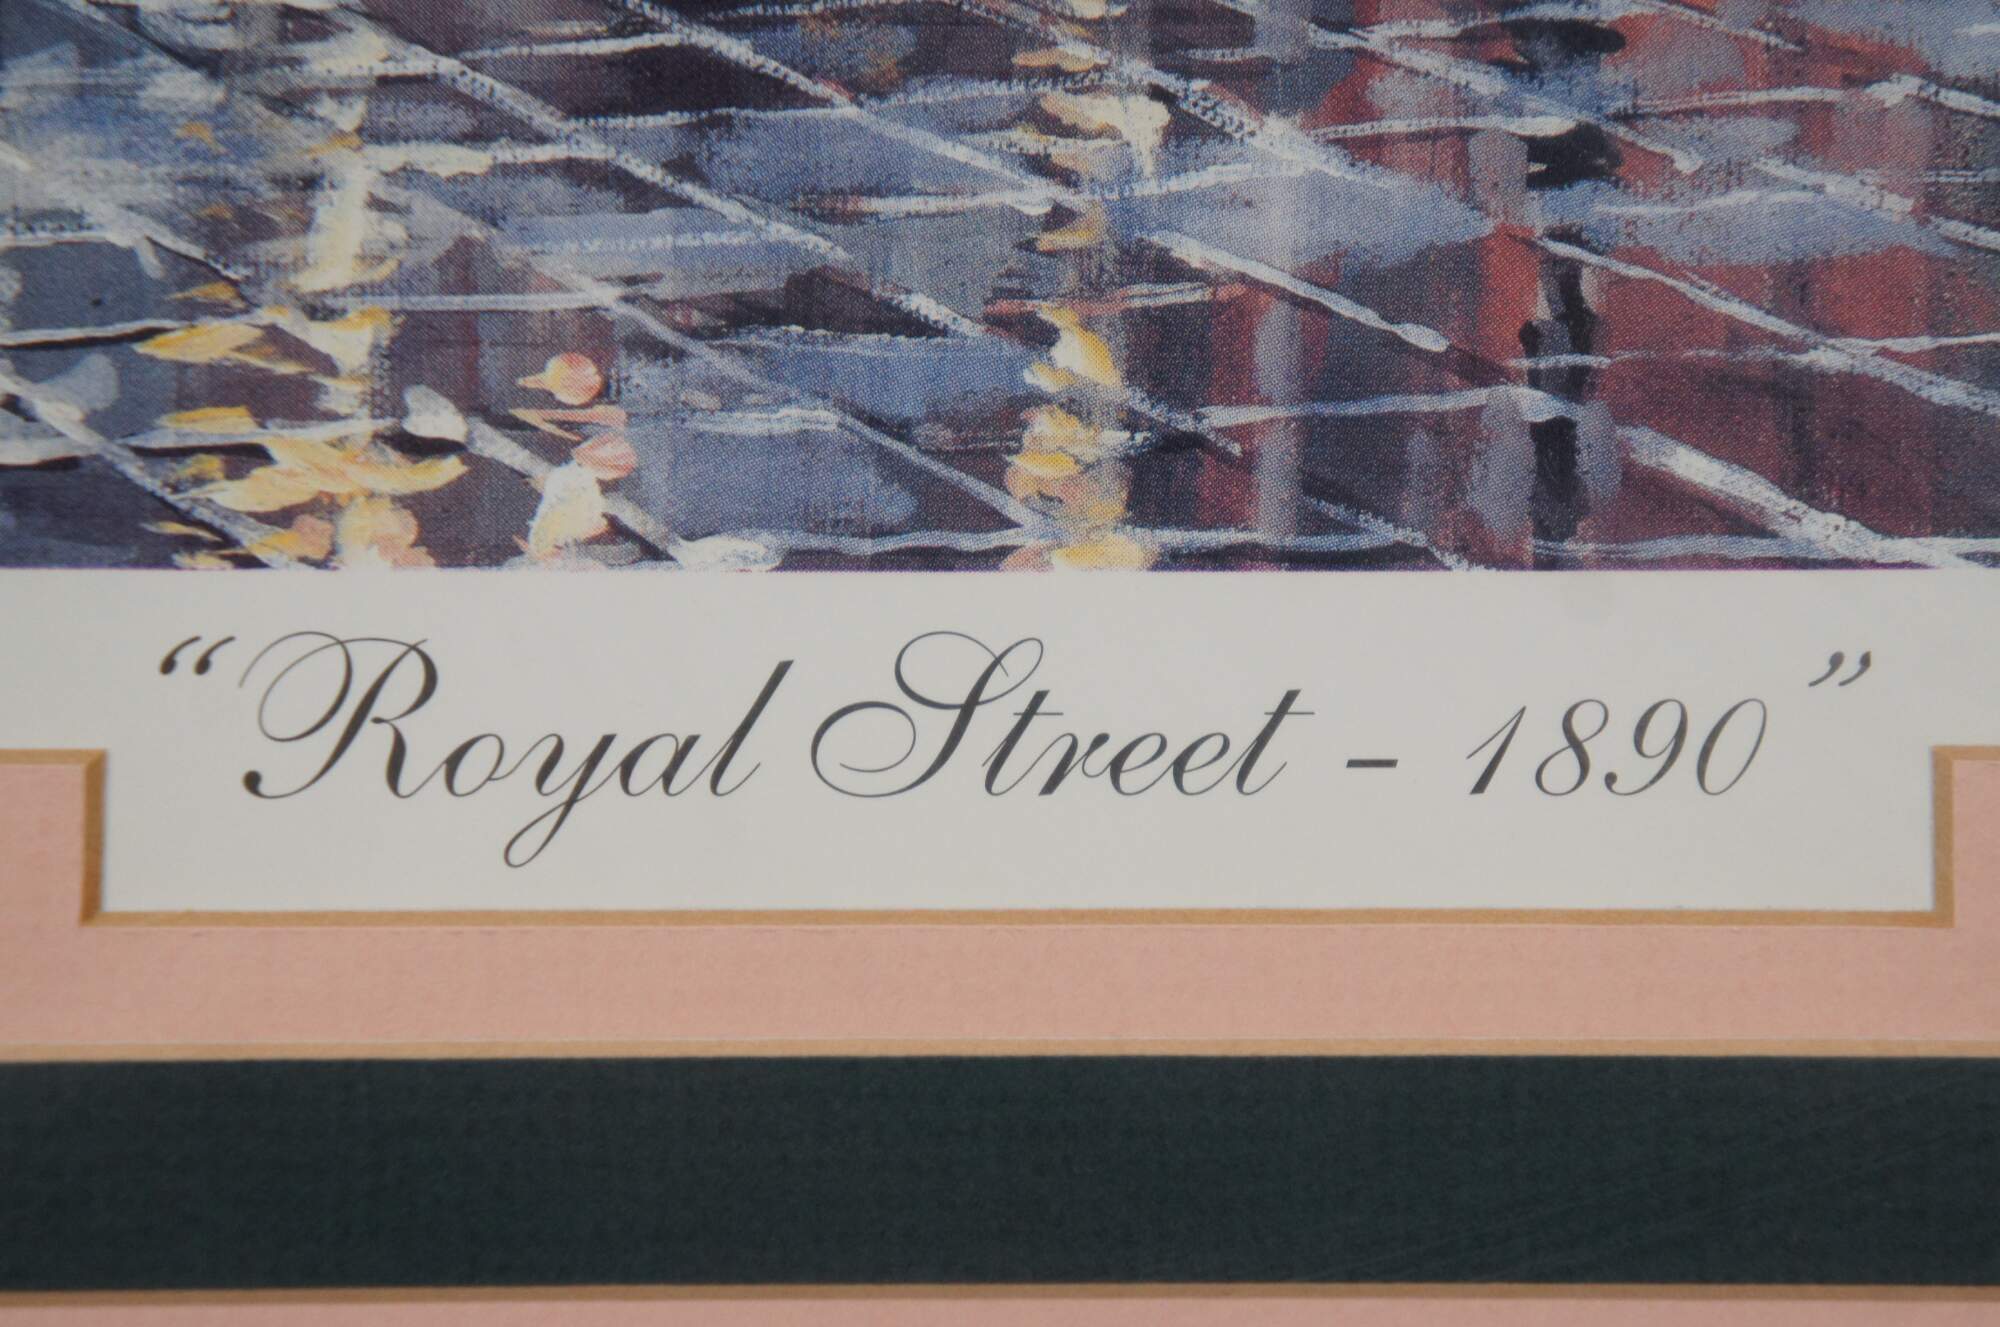 “Royal Street - 1890”